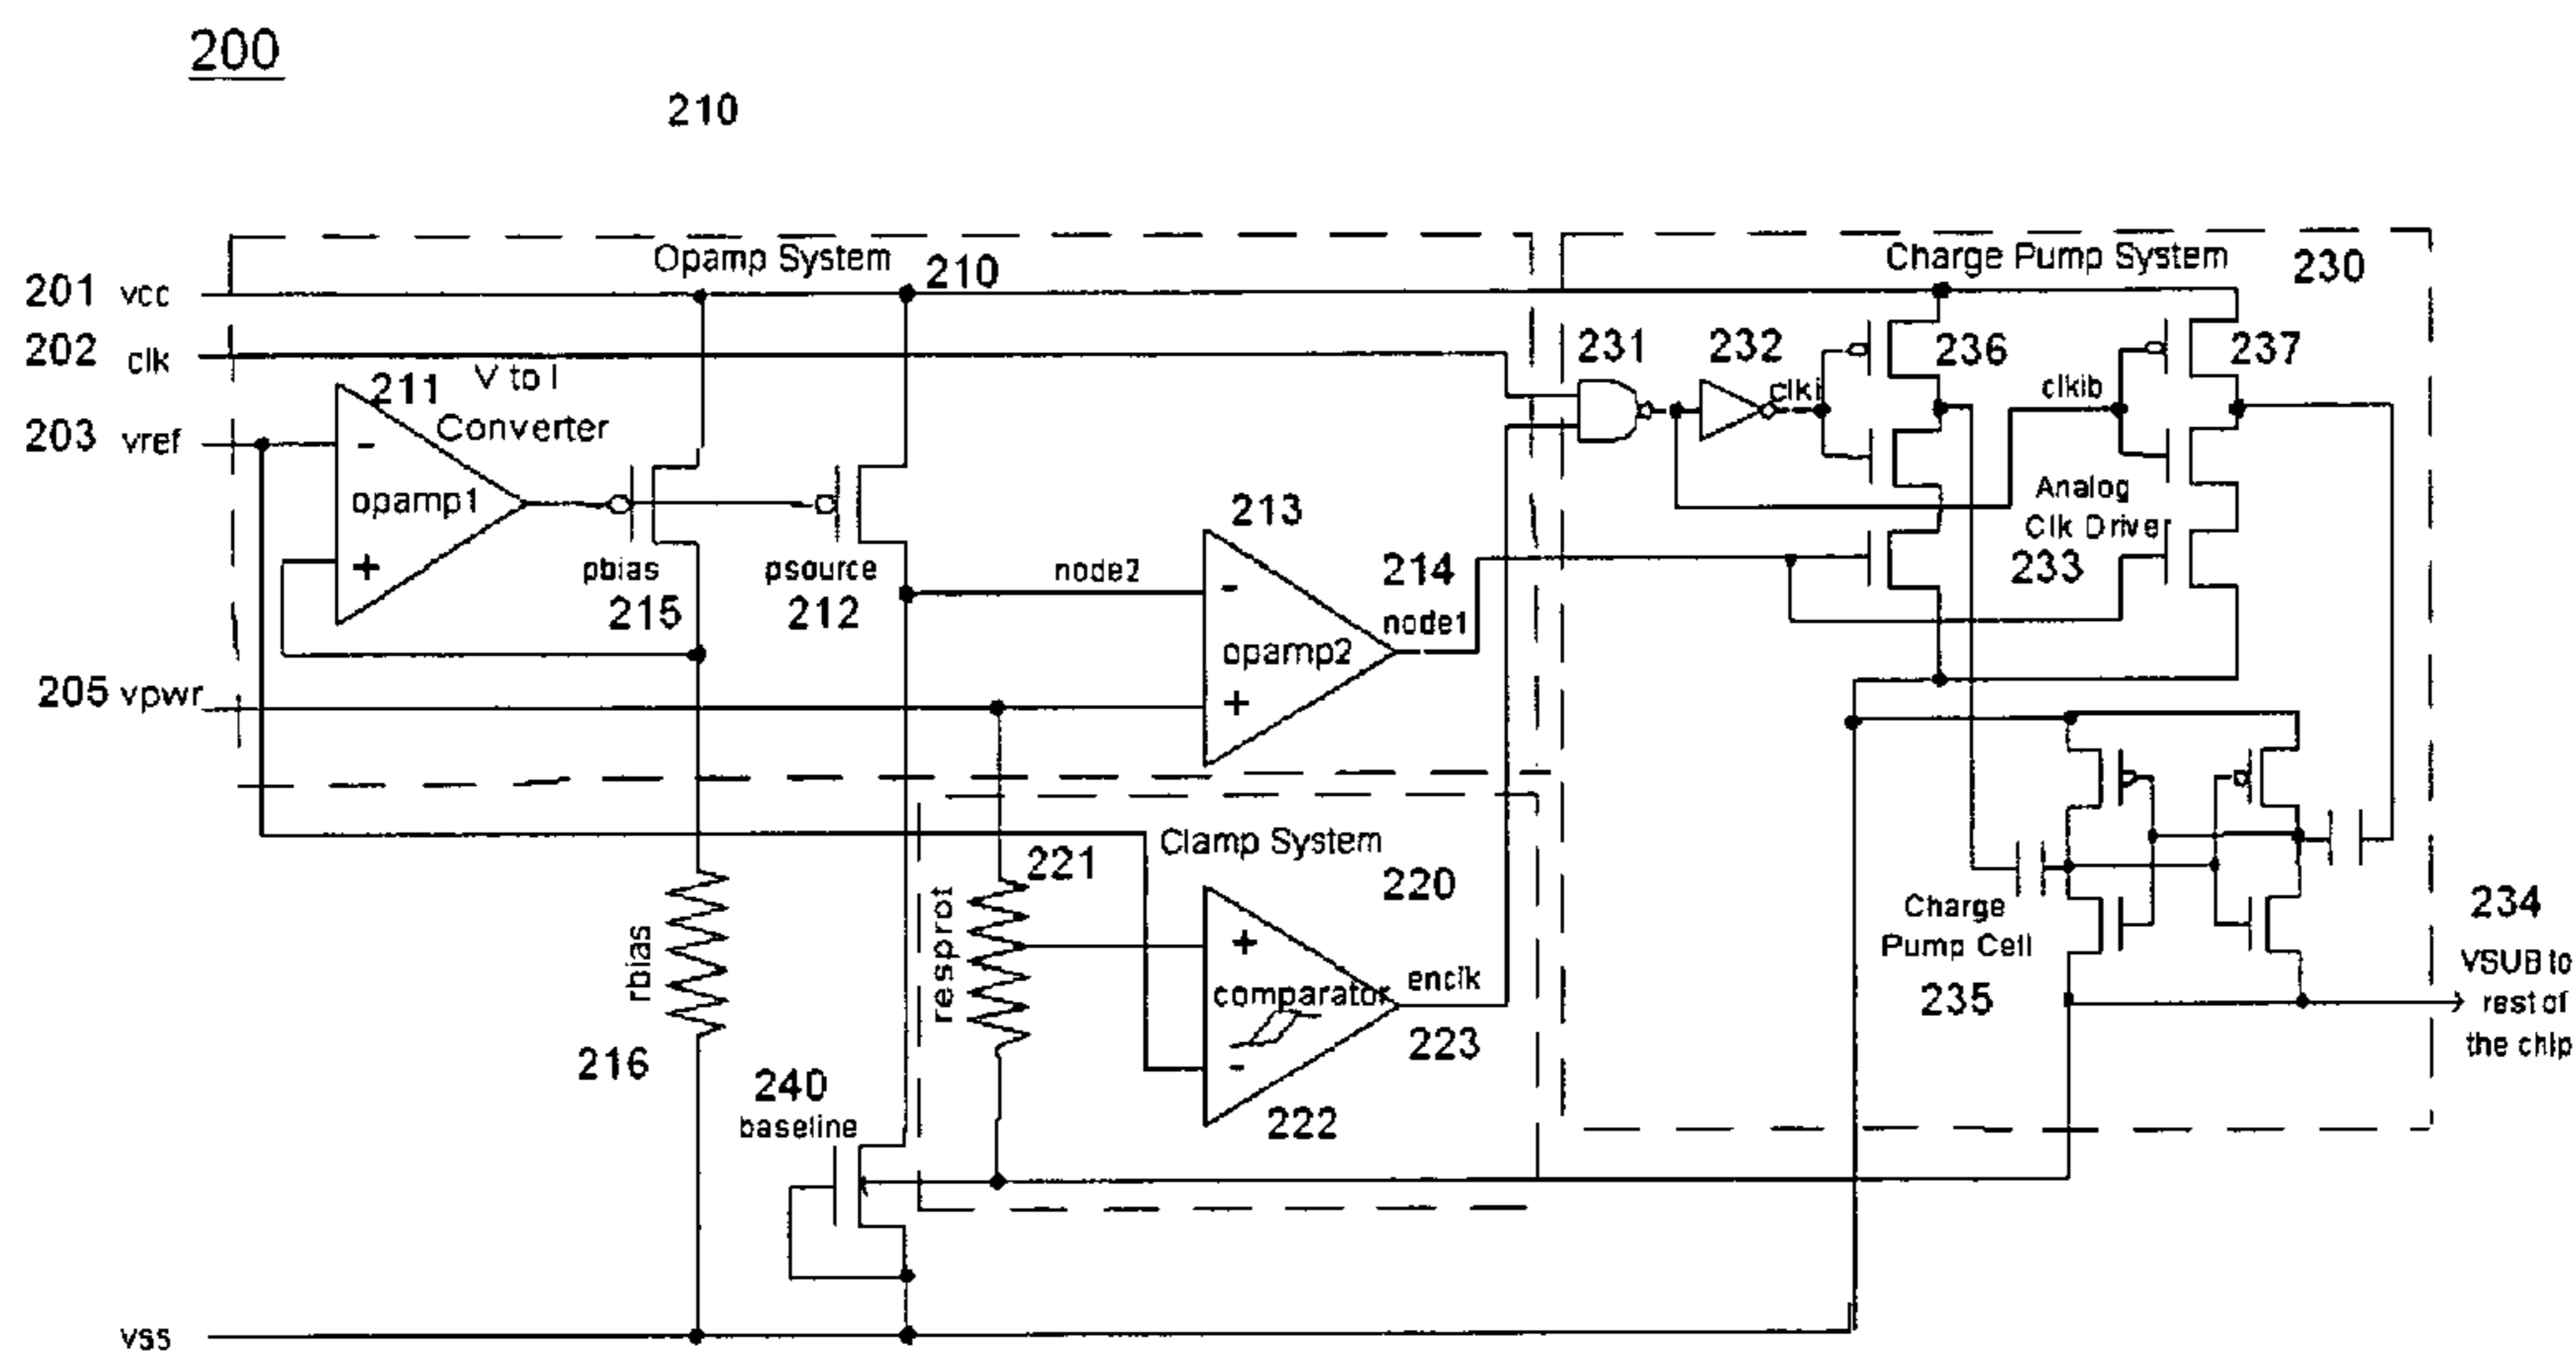 200
210
Opamp System
210
Charge Pump System
230
201 vcc
202 clk
203 vref
211
V to I
Converter
opamp1
-
+
pbias
215
psource
212
node2
213
214
node1
opamp2
-
+
205 vpwr
231
232
clki
236
clkib
237
Analog
Clk Driver
233
Clamp System
220
221
resprot
rbias
216
+
comparator
-
enclk
223
222
240
baseline
Charge
Pump Cell
235
234
VSUB to
rest of
the chip
vss